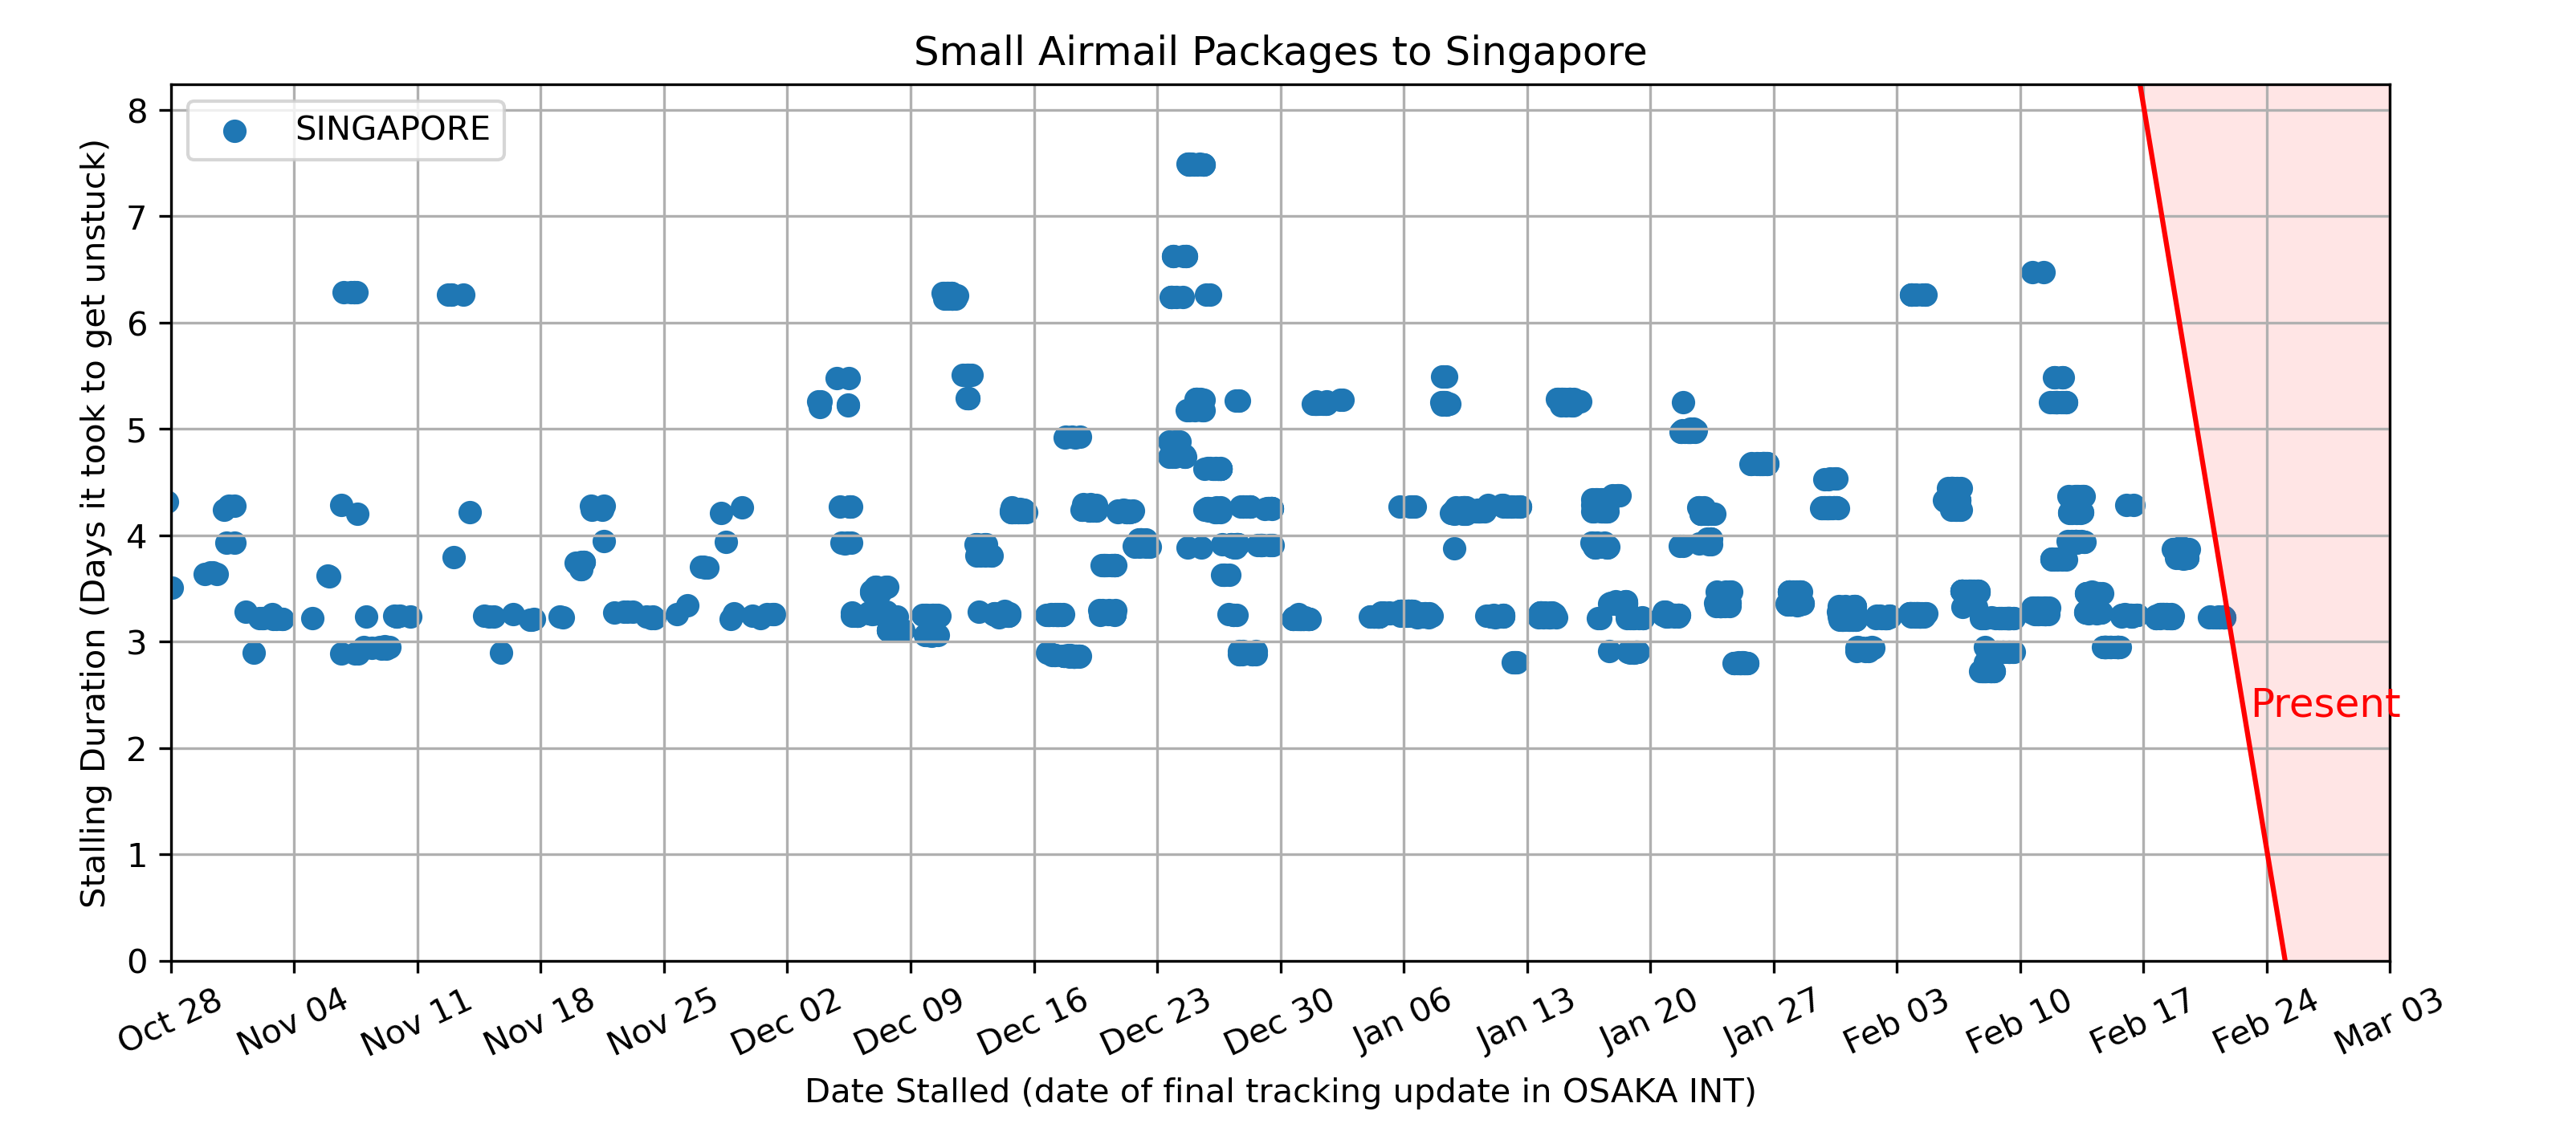 Small Airmail Packages to Singapore
SINGAPORE
Stalling Duration (Days it took to get unstuck)
8
7
6
5
4
3
2
1
0
Present
Oct 28 Nov 04 Nov 11 Nov 18 Nov 25 Dec 02 Dec 09 Dec 16 Dec 23 Dec 30 Jan 06 Jan 13 Jan 20 Jan 27 Feb 03 Feb 10 Feb 17 Feb 24 Mar 03
Date Stalled (date of final tracking update in OSAKA INT)